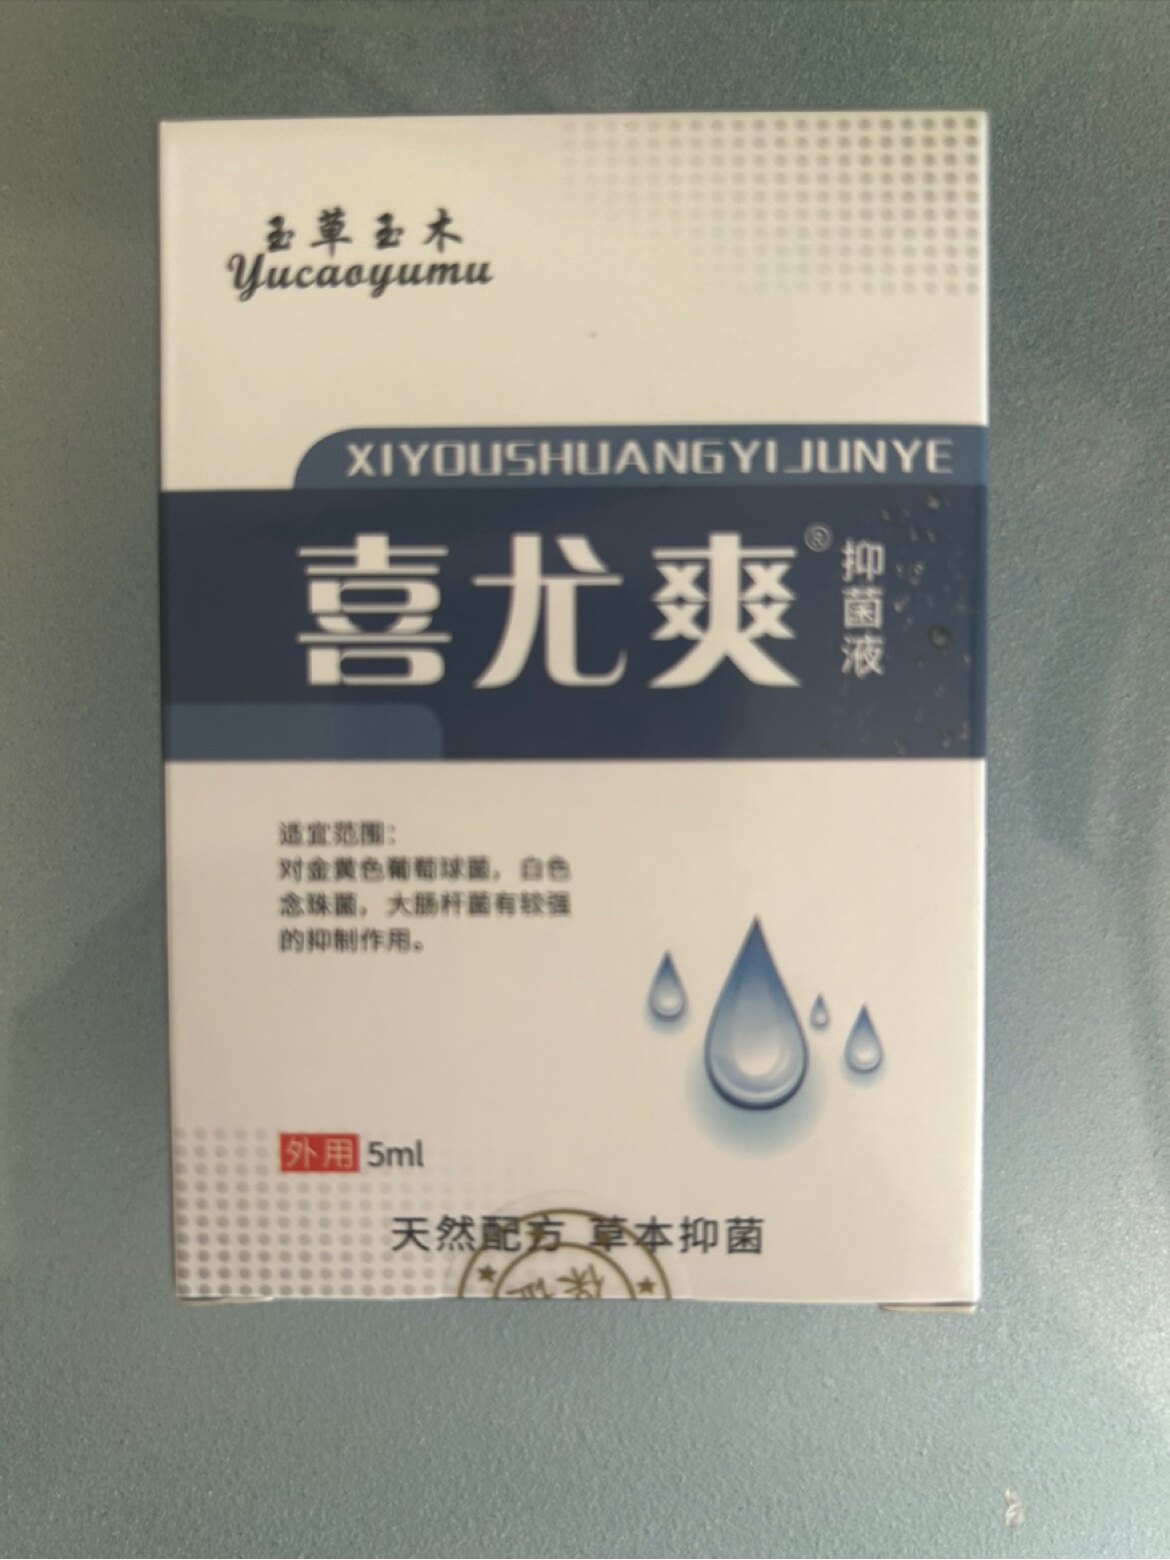 玉草玉木
Yucaoyumu
XIYOUSHUANGYIJUNYE
喜尤爽®
抑菌液
适宜范围：
对金黄色葡萄球菌，白色
念珠菌，大肠杆菌有较强
的抑制作用。
外用 5ml
天然配方 草本抑菌
保证